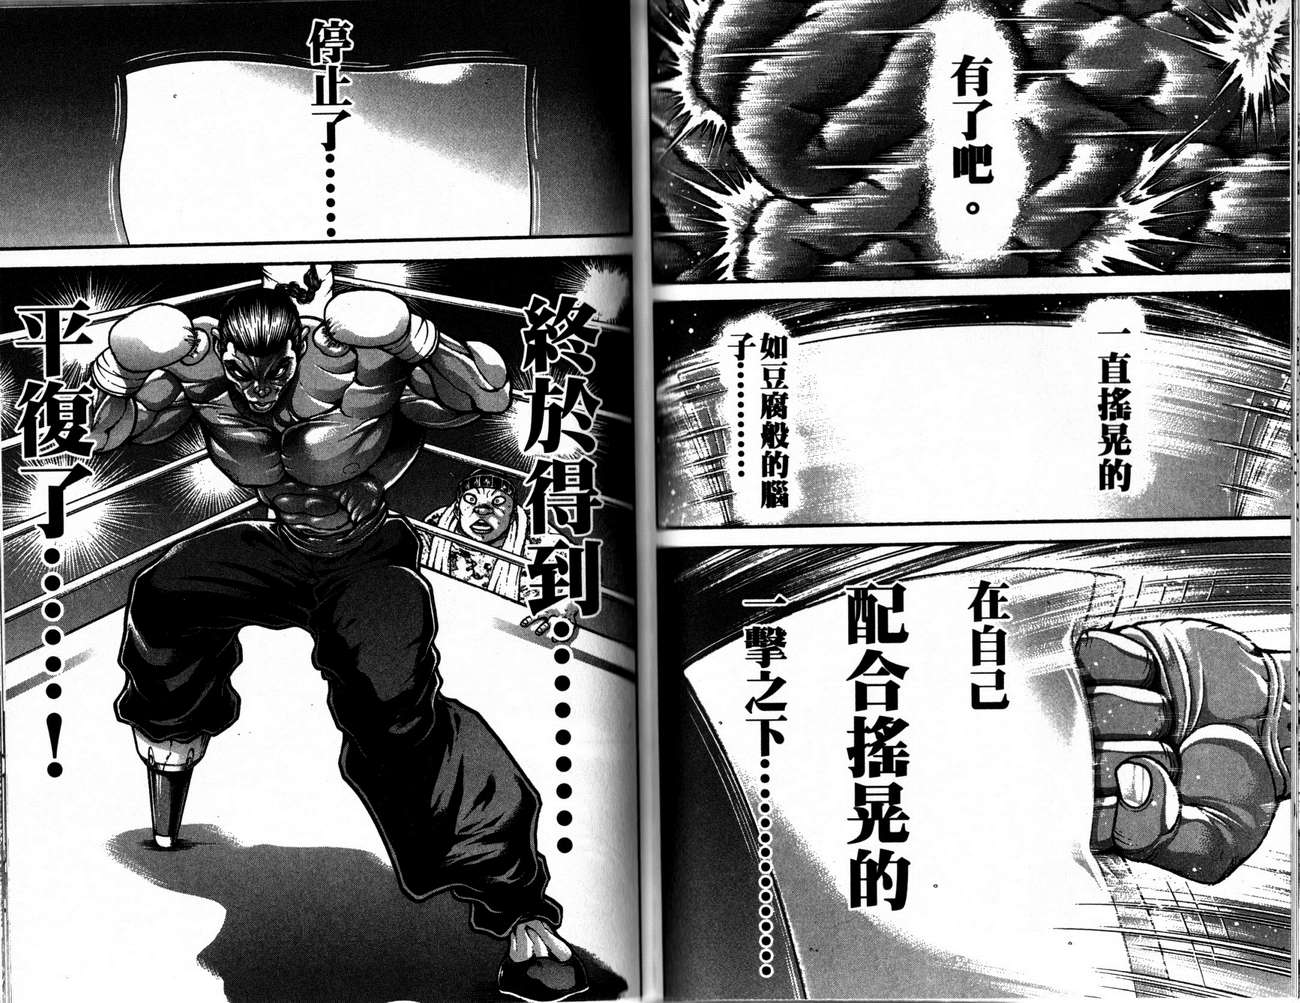 有了吧。
一直搖晃的
如豆腐般的腦
子…………
在自己
配合搖晃的
一擊之下………………
停止了……
終於得到…………
平復了………！